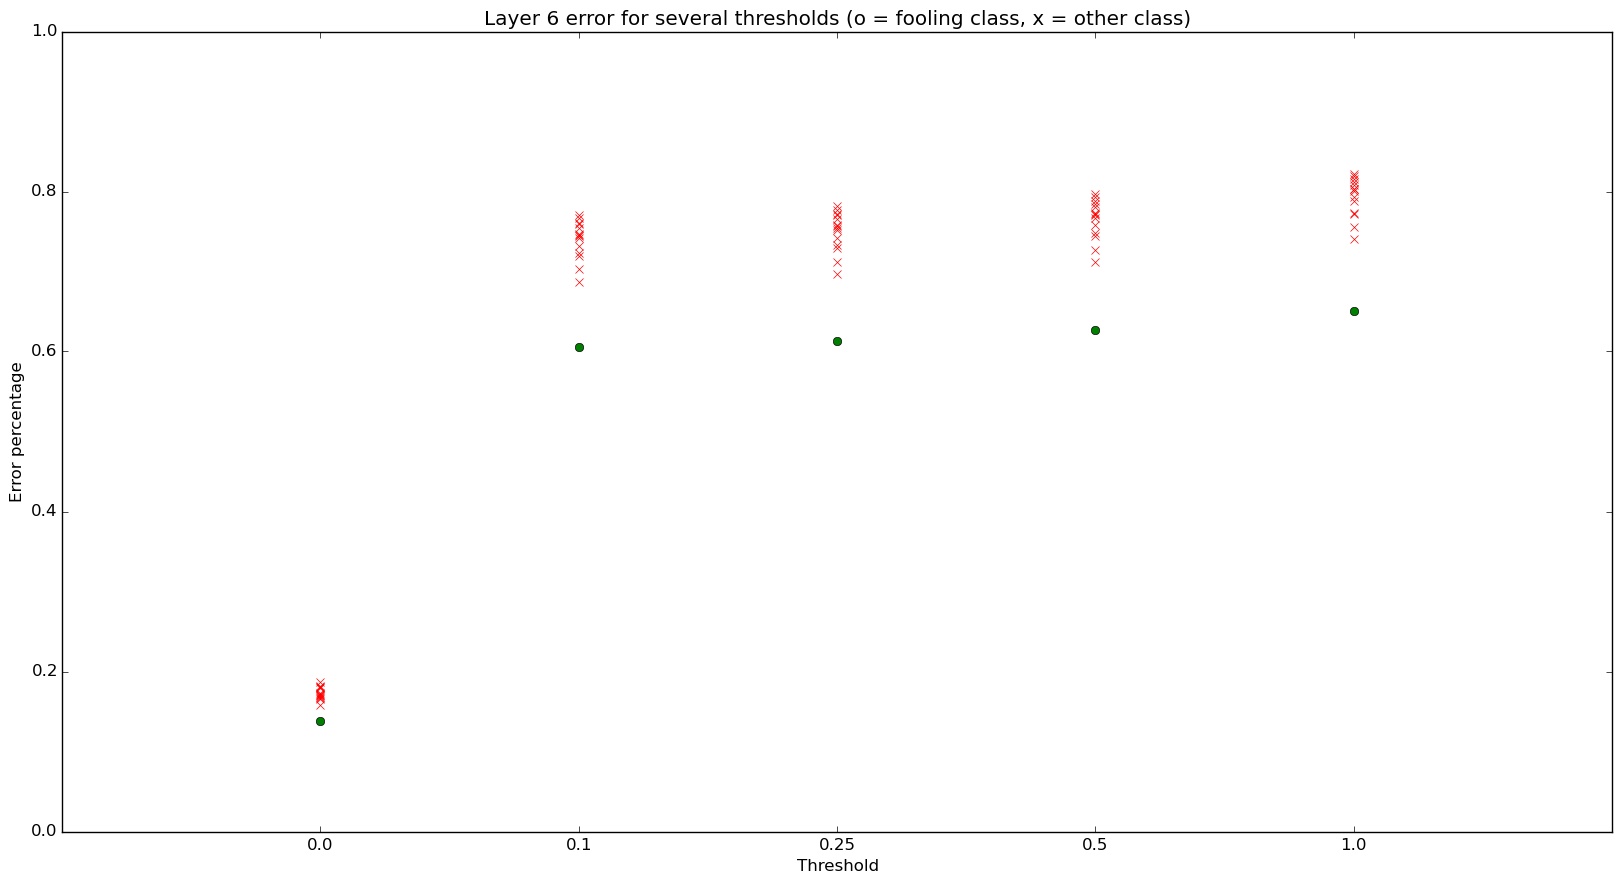 Layer 6 error for several thresholds (o = fooling class, x = other class)
1.0
0.8
0.6
0.4
0.2
0.0
Error percentage
0.0 0.1 0.25 0.5 1.0
Threshold